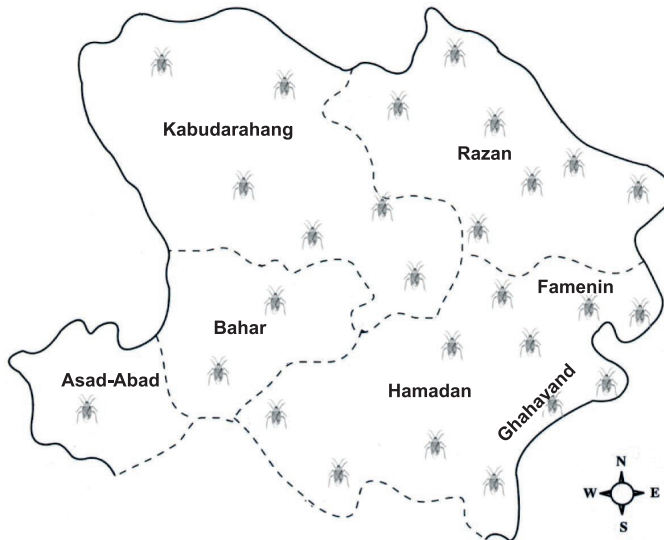 Kabudarahang
Razan
Famenin
Bahar
Asad-Abad
Hamadan
Ghahavand
N
W E
S